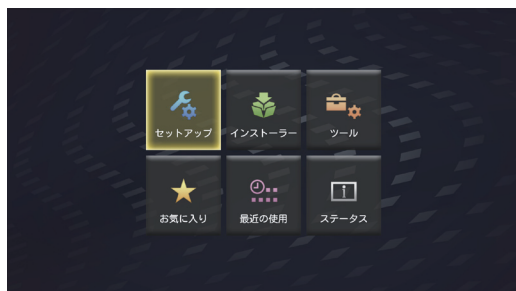 セットアップ
インストーラー
ツール
お気に入り
最近の使用
ステータス